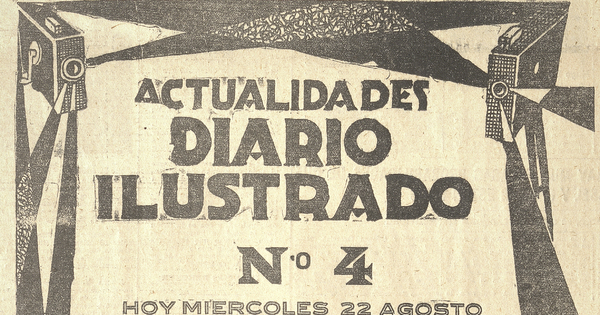 ACTUALIDADES
DIARIO
ILUSTRADO
Nº 4
HOY MIERCOLES 22 AGOSTO